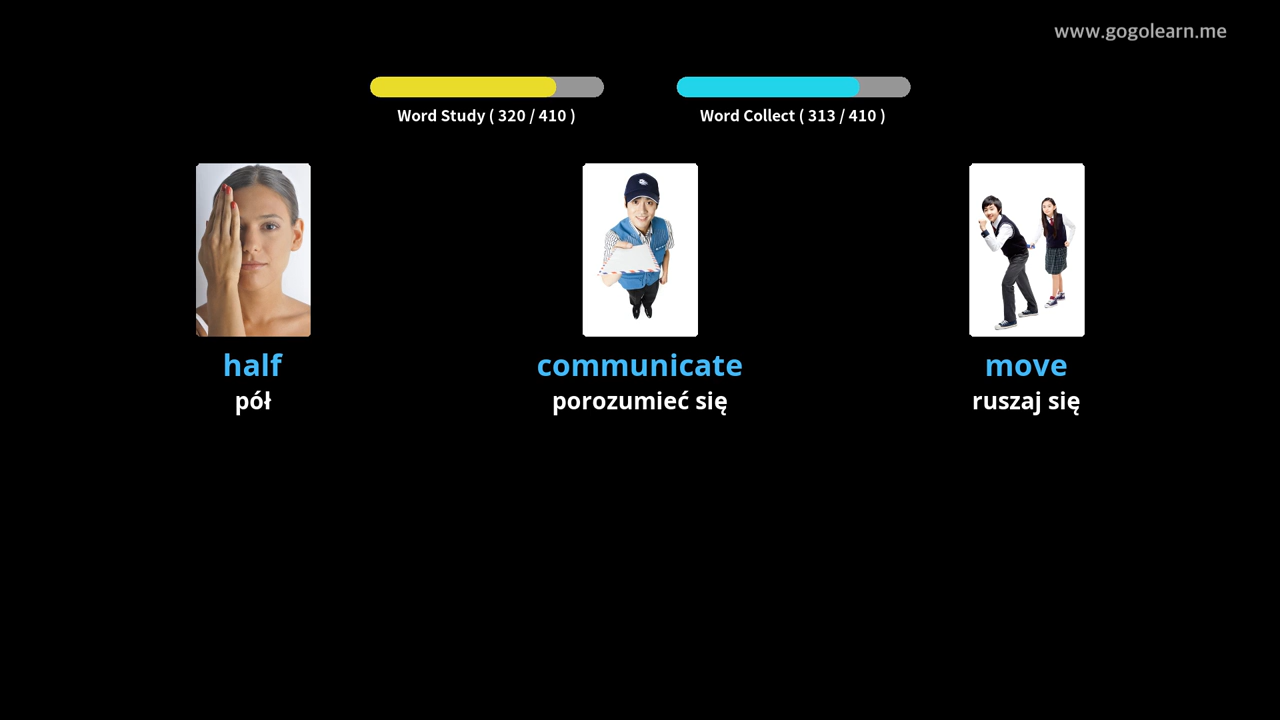 www.gogolearn.me
Word Study ( 320 / 410 )
Word Collect ( 313 / 410 )
half
communicate
move
pół
porozumieć się
ruszaj się